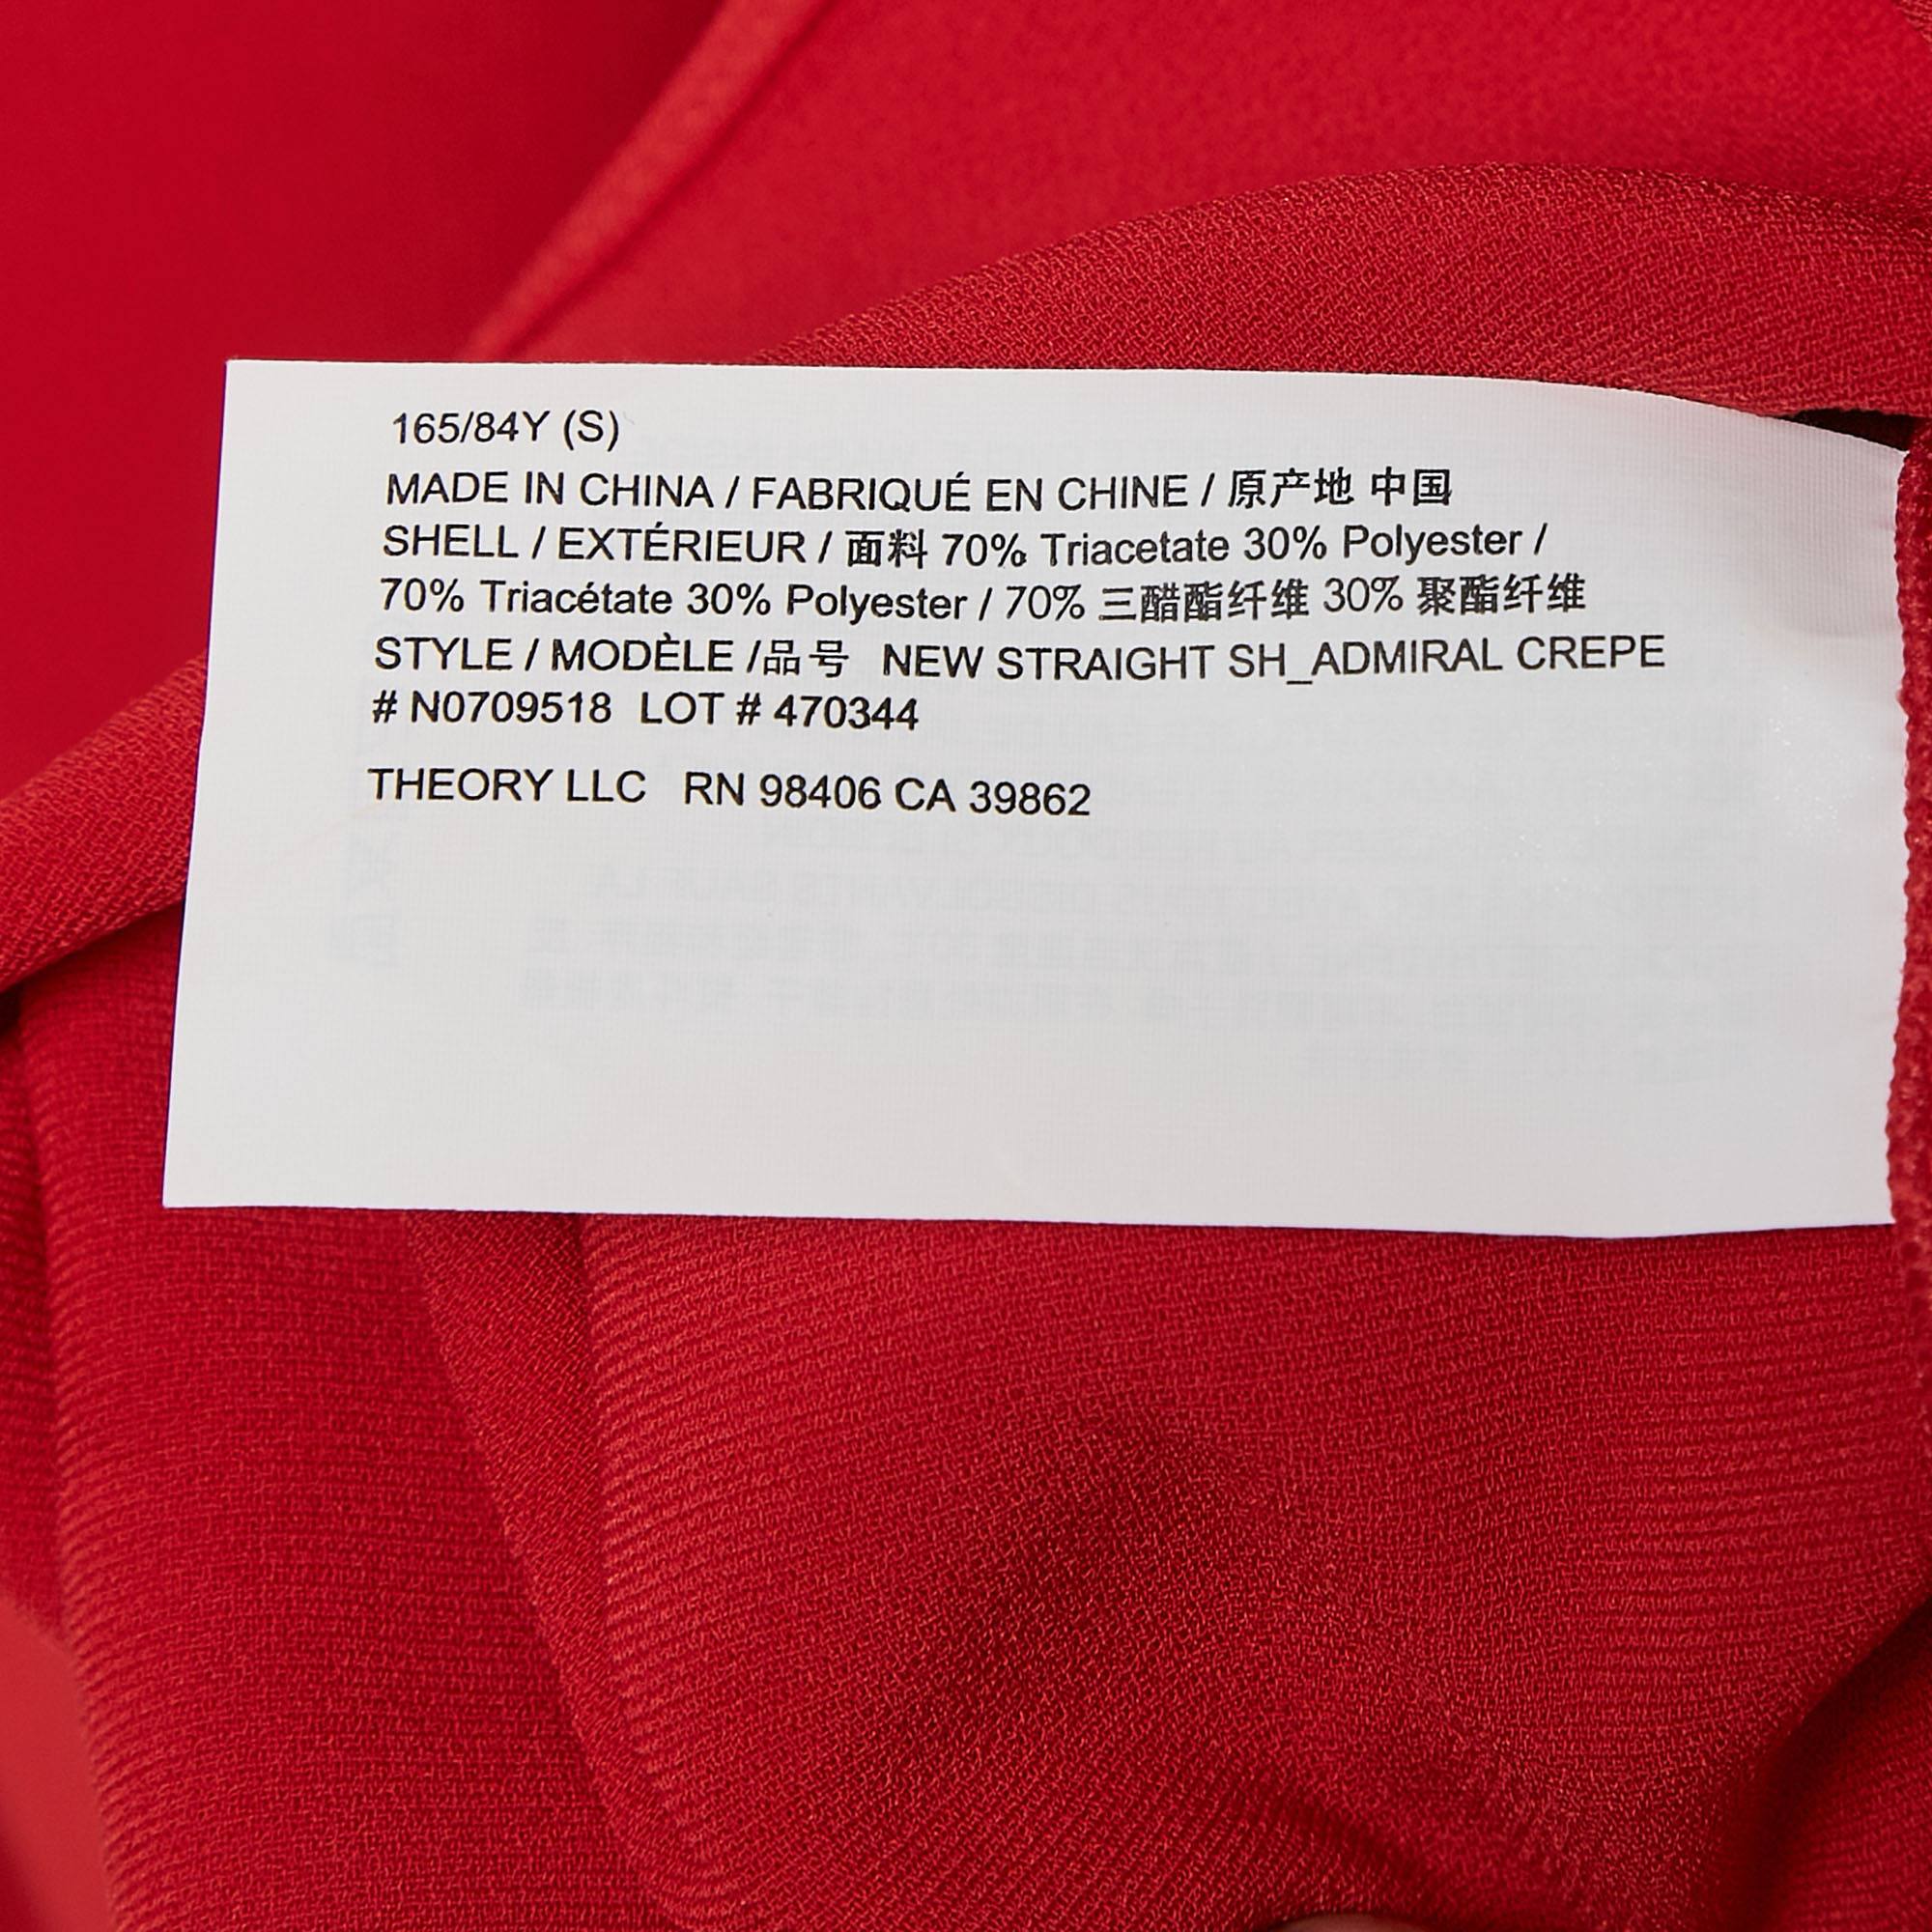 165/84Y (S)
MADE IN CHINA / FABRIQUÉ EN CHINE / 原产地 中国
SHELL / EXTÉRIEUR / 面料 70% Triacetate 30% Polyester /
70% Triacétate 30% Polyester / 70% 三醋酯纤维 30% 聚酯纤维
STYLE / MODÈLE /品号 NEW STRAIGHT SH_ADMIRAL CREPE
# N0709518 LOT # 470344
THEORY LLC RN 98406 CA 39862